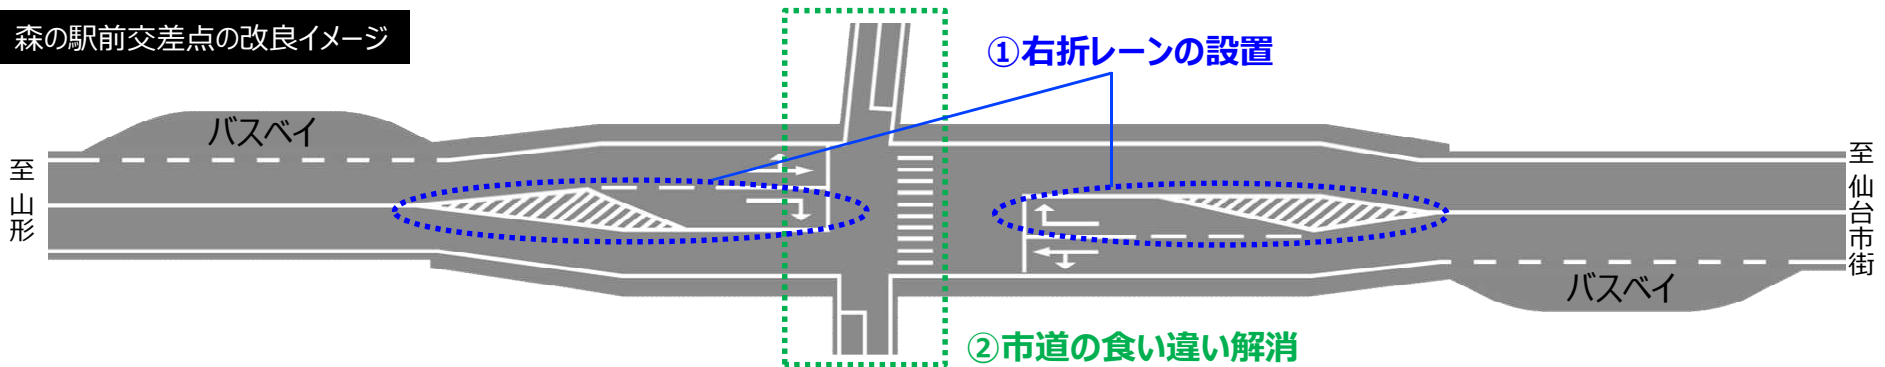 森の駅前交差点の改良イメージ
①右折レーンの設置
バスベイ
至 山形
至 仙台市街
バスベイ
②市道の食い違い解消